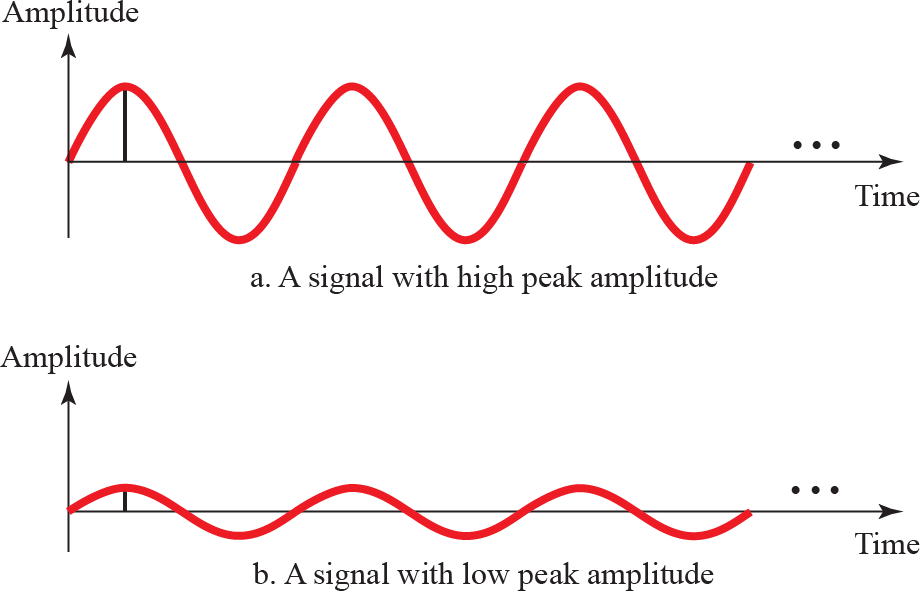 Amplitude
...
Time
a. A signal with high peak amplitude
Amplitude
...
Time
b. A signal with low peak amplitude